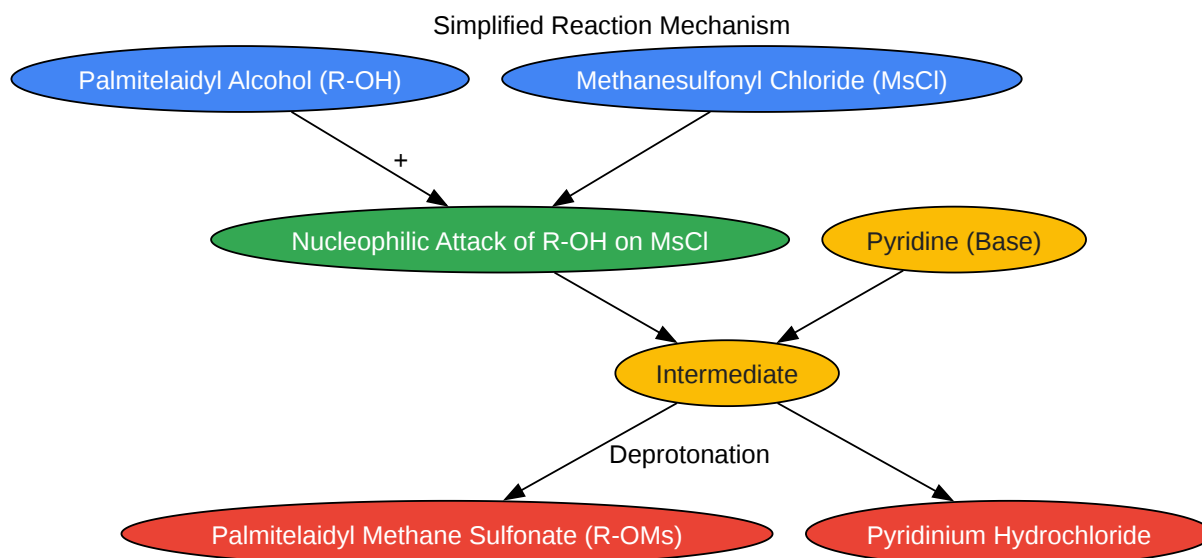 Simplified Reaction Mechanism
Palmitelaidyl Alcohol (R-OH)
Methanesulfonyl Chloride (MsCl)
+
Nucleophilic Attack of R-OH on MsCl
Pyridine (Base)
Intermediate
Deprotonation
Palmitelaidyl Methane Sulfonate (R-OMs)
Pyridinium Hydrochloride